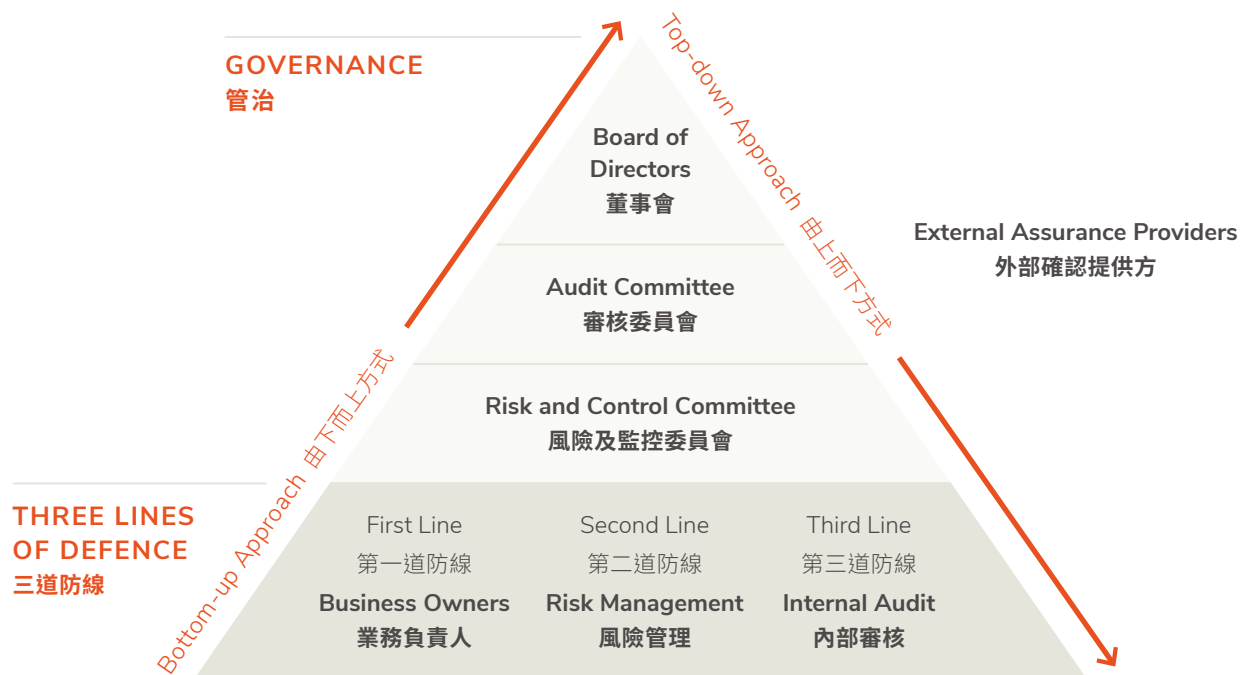 GOVERNANCE
管治
Bottom-up Approach 由下而上方式
Top-down Approach 由上而下方式
Board of
Directors
董事會
External Assurance Providers
外部確認提供方
Audit Committee
審核委員會
Risk and Control Committee
風險及監控委員會
THREE LINES
OF DEFENCE
三道防線
First Line
第一道防線
Business Owners
業務負責人
Second Line
第二道防線
Risk Management
風險管理
Third Line
第三道防線
Internal Audit
內部審核